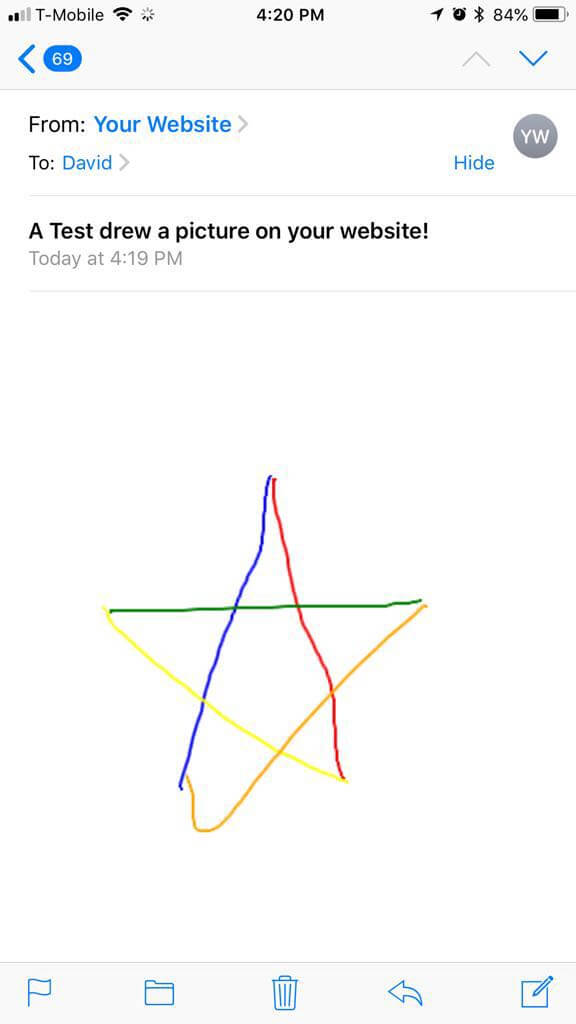 T-Mobile 4:20 PM 84%
69
From: Your Website
YW
To: David Hide
A Test drew a picture on your website!
Today at 4:19 PM